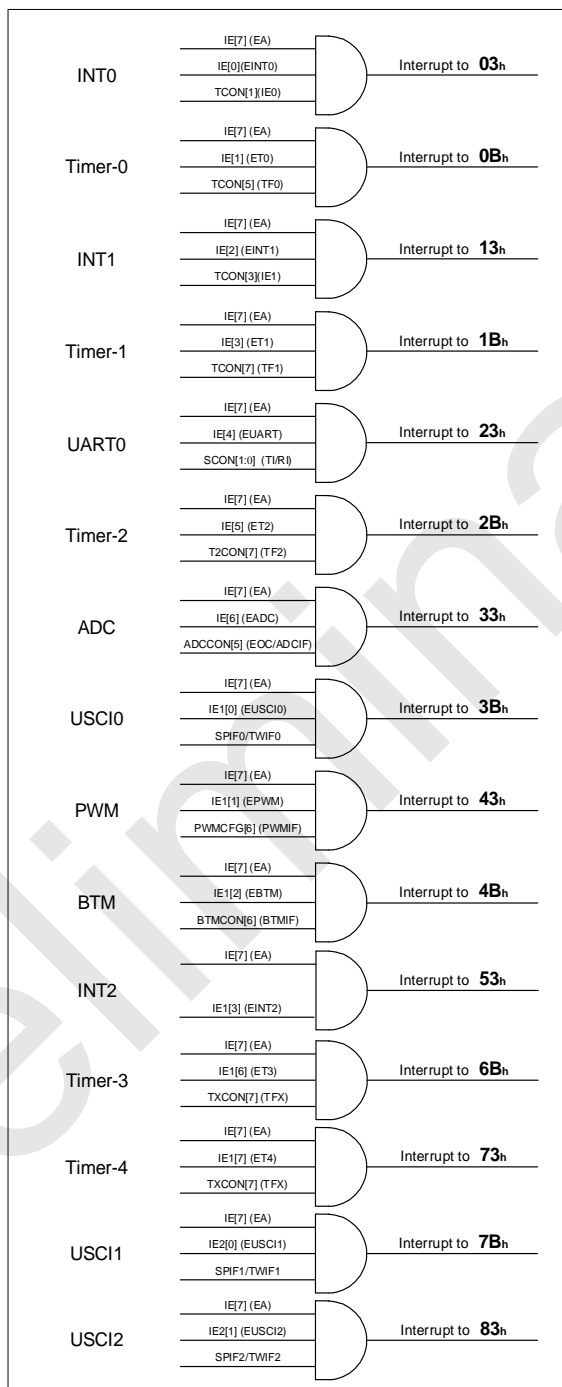 IE[7] (EA)
INT0
IE[0](EINT0)
Interrupt to 03h
TCON[1](IE0)
IE[7] (EA)
Timer-0
IE[1] (ET0)
Interrupt to 0Bh
TCON[5] (TF0)
IE[7] (EA)
INT1
IE[2] (EINT1)
Interrupt to 13h
TCON[3](IE1)
IE[7] (EA)
Timer-1
IE[3] (ET1)
Interrupt to 1Bh
TCON[7] (TF1)
IE[7] (EA)
UART0
IE[4] (EUART)
Interrupt to 23h
SCON[1:0] (TI/RI)
IE[7] (EA)
Timer-2
IE[5] (ET2)
Interrupt to 2Bh
T2CON[7] (TF2)
IE[7] (EA)
ADC
IE[6] (EADC)
Interrupt to 33h
ADCCON[5] (EOC/ADCIF)
IE[7] (EA)
USCI0
IE1[0] (EUSCI0)
Interrupt to 3Bh
SPIF0/TWIF0
IE[7] (EA)
PWM
IE1[1] (EPWM)
Interrupt to 43h
PWMCFG[6] (PWMIF)
IE[7] (EA)
BTM
IE1[2] (EBTM)
Interrupt to 4Bh
BTMCON[6] (BTMIF)
IE[7] (EA)
INT2
Interrupt to 53h
IE1[3] (EINT2)
IE[7] (EA)
Timer-3
IE1[6] (ET3)
Interrupt to 6Bh
TXCON[7] (TFX)
IE[7] (EA)
Timer-4
IE1[7] (ET4)
Interrupt to 73h
TXCON[7] (TFX)
IE[7] (EA)
USCI1
IE2[0] (EUSCI1)
Interrupt to 7Bh
SPIF1/TWIF1
IE[7] (EA)
USCI2
IE2[1] (EUSCI2)
Interrupt to 83h
SPIF2/TWIF2
elimina